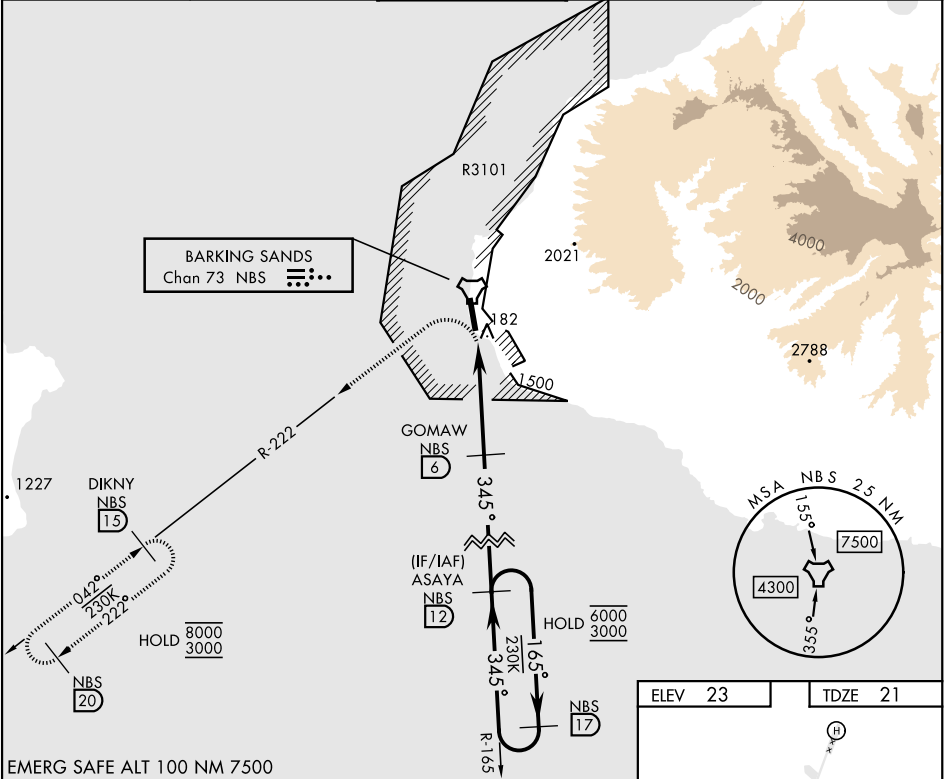 R3101
BARKING SANDS
Chan 73 NBS
2021
4000
2000
182
2788
1500
GOMAW
NBS
6
R-222
345°
1227
DIKNY
NBS
15
MSA NBS 25 NM
155°
7500
4300
355°
(IF/IAF)
ASAYA
NBS
12
042°
230K
222°
HOLD 8000
3000
HOLD 6000
3000
165°
230K
345°
NBS
20
NBS
17
R-165
ELEV 23
TDZE 21
H
EMERG SAFE ALT 100 NM 7500